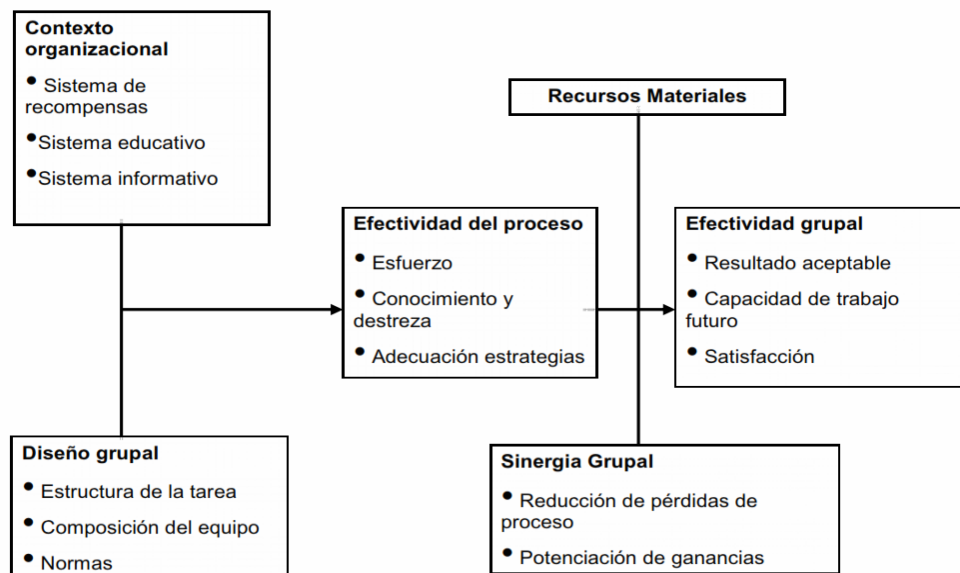 Contexto
organizacional
• Sistema de
recompensas
•Sistema educativo
•Sistema informativo
Recursos Materiales
Efectividad del proceso
• Esfuerzo
• Conocimiento y
destreza
• Adecuación estrategias
Efectividad grupal
• Resultado aceptable
• Capacidad de trabajo
futuro
• Satisfacción
Diseño grupal
• Estructura de la tarea
• Composición del equipo
• Normas
Sinergia Grupal
• Reducción de pérdidas de
proceso
• Potenciación de ganancias